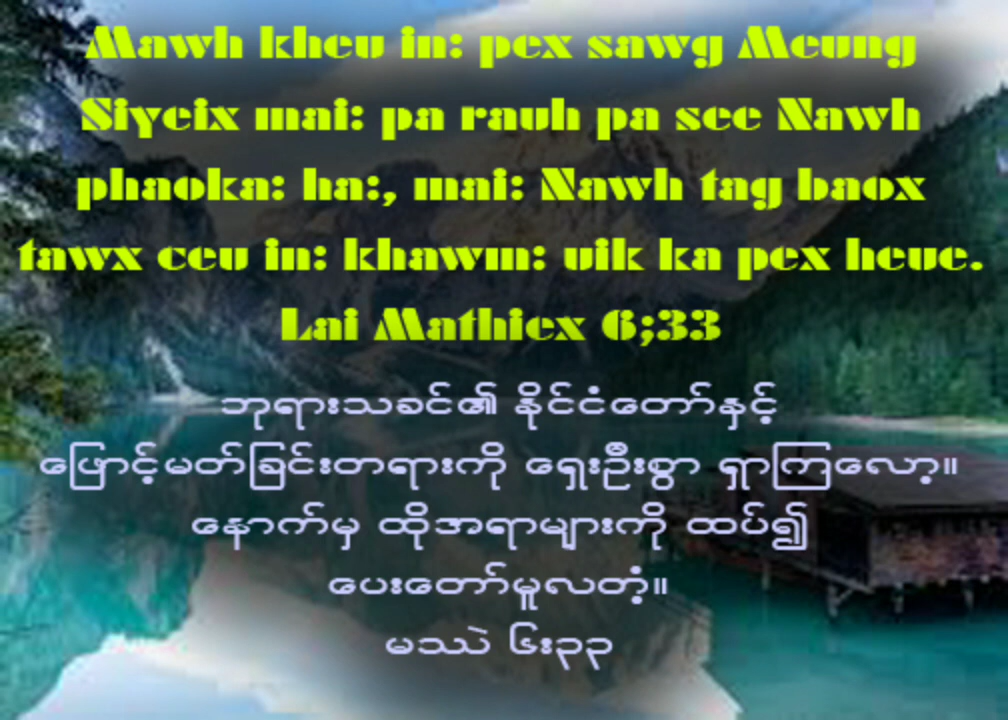 Mawh kheu in: pex sawg Meung
Siyeix mai: pa rauh pa see Nawh
phaoka: ha:, mai: Nawh tag baox
tawx ceu in: khawm: uik ka pex heue.
Lai Mathiex 6;33
ဘုရားသခင်၏ နိုင်ငံတော်နှင့်
ဖြောင့်မတ်ခြင်းတရားကို ရှေးဦးစွာ ရှာကြလော့။
နောက်မှ ထိုအရာများကို ထပ်၍
ပေးတော်မူလတံ့။
မဿဲ ၆း၃၃